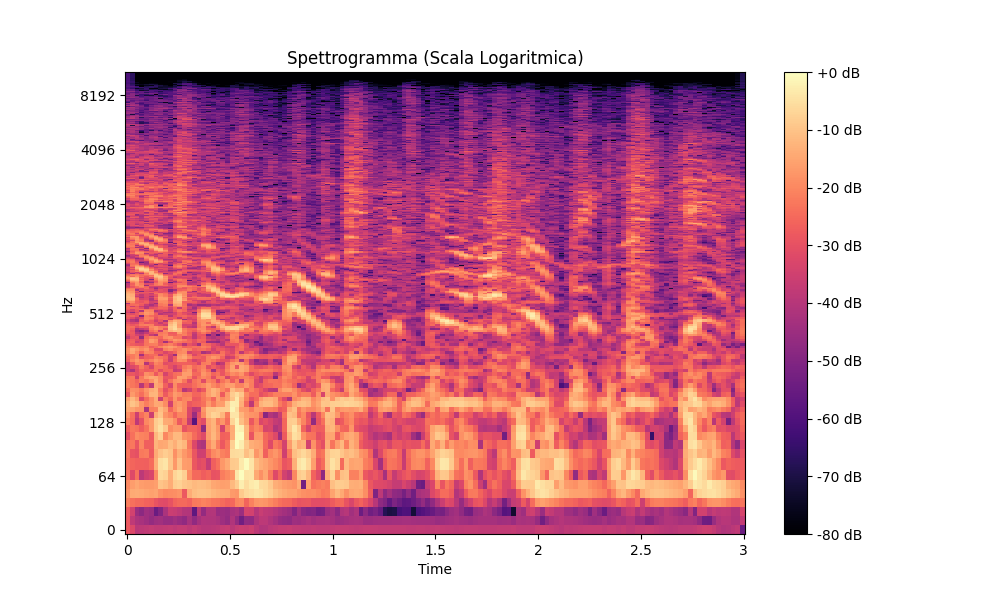 Spettrogramma (Scala Logaritmica)
Hz
8192
4096
2048
1024
512
256
128
64
0
0
0.5
1
1.5
2
2.5
3
Time
+0 dB
-10 dB
-20 dB
-30 dB
-40 dB
-50 dB
-60 dB
-70 dB
-80 dB